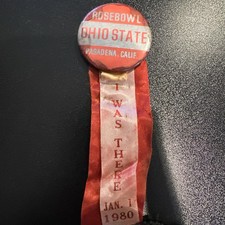 ROSEBOWL
OHIO STATE
PASADENA, CALIF.
I WAS THERE
JAN. 1
1980